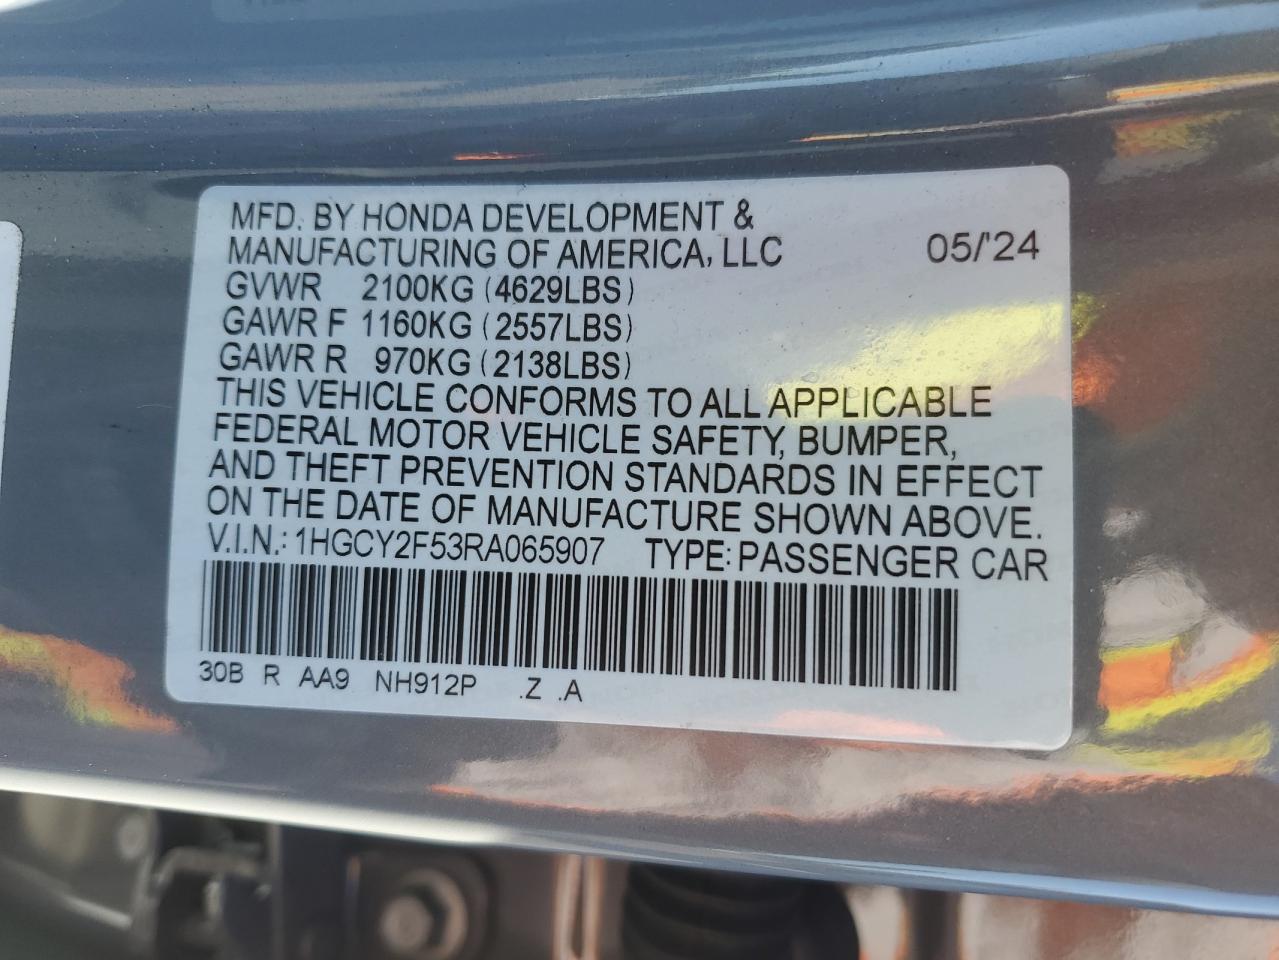 MFD. BY HONDA DEVELOPMENT &
MANUFACTURING OF AMERICA, LLC 05/'24
GVWR 2100KG (4629LBS)
GAWR F 1160KG (2557LBS)
GAWR R 970KG (2138LBS)
THIS VEHICLE CONFORMS TO ALL APPLICABLE
FEDERAL MOTOR VEHICLE SAFETY, BUMPER,
AND THEFT PREVENTION STANDARDS IN EFFECT
ON THE DATE OF MANUFACTURE SHOWN ABOVE.
V.I.N.: 1HGCY2F53RA065907 TYPE: PASSENGER CAR
30B R AA9 NH912P .Z .A